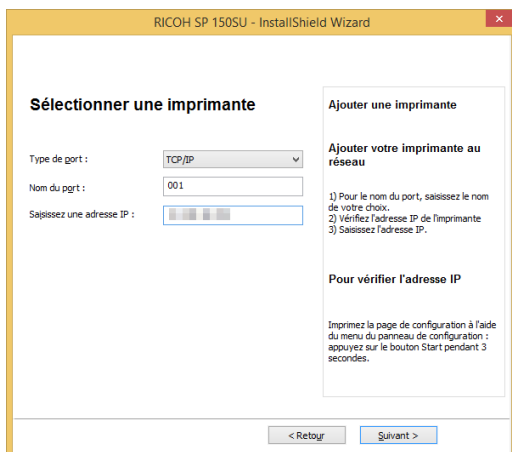 RICOH SP 150SU - InstallShield Wizard
Sélectionner une imprimante
Type de port :
TCP/IP
Nom du port :
001
Saisissez une adresse IP :
Ajouter une imprimante
Ajouter votre imprimante au
réseau
1) Pour le nom du port, saisissez le nom
de votre choix.
2) Vérifiez l'adresse IP de l'imprimante
3) Saisissez l'adresse IP.
Pour vérifier l'adresse IP
Imprimez la page de configuration à l'aide
du menu du panneau de configuration :
appuyez sur le bouton Start pendant 3
secondes.
< Retour
Suivant >